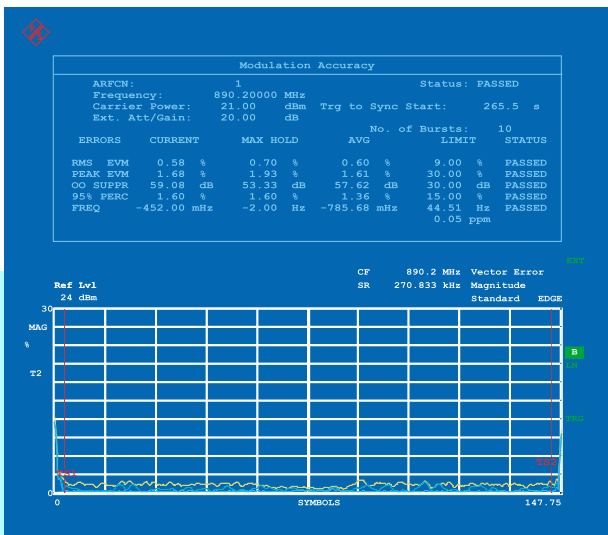 Modulation Accuracy
ARFCN: 1 Status: PASSED
Frequency: 890.20000 MHz
Carrier Power: 21.00 dBm Trg to Sync Start: 265.5 s
Ext. Att/Gain: 20.00 dB
No. of Bursts: 10
ERRORS CURRENT MAX HOLD AVG LIMIT STATUS
RMS EVM 0.58 % 0.70 % 0.60 % 9.00 % PASSED
PEAK EVM 1.68 % 1.93 % 1.61 % 30.00 % PASSED
OO SUPPR 59.08 dB 53.33 dB 57.62 dB 30.00 dB PASSED
95% PERC 1.60 % 1.60 % 1.36 % 15.00 % PASSED
FREQ -452.00 mHz -2.00 Hz -785.68 mHz 44.51 Hz PASSED
0.05 ppm
EXT
CF 890.2 MHz Vector Error
Ref Lvl SR 270.833 kHz Magnitude
24 dBm Standard EDGE
30
MAG
%
B
LN
T2
TRG
TS2
0
0 SYMBOLS 147.75